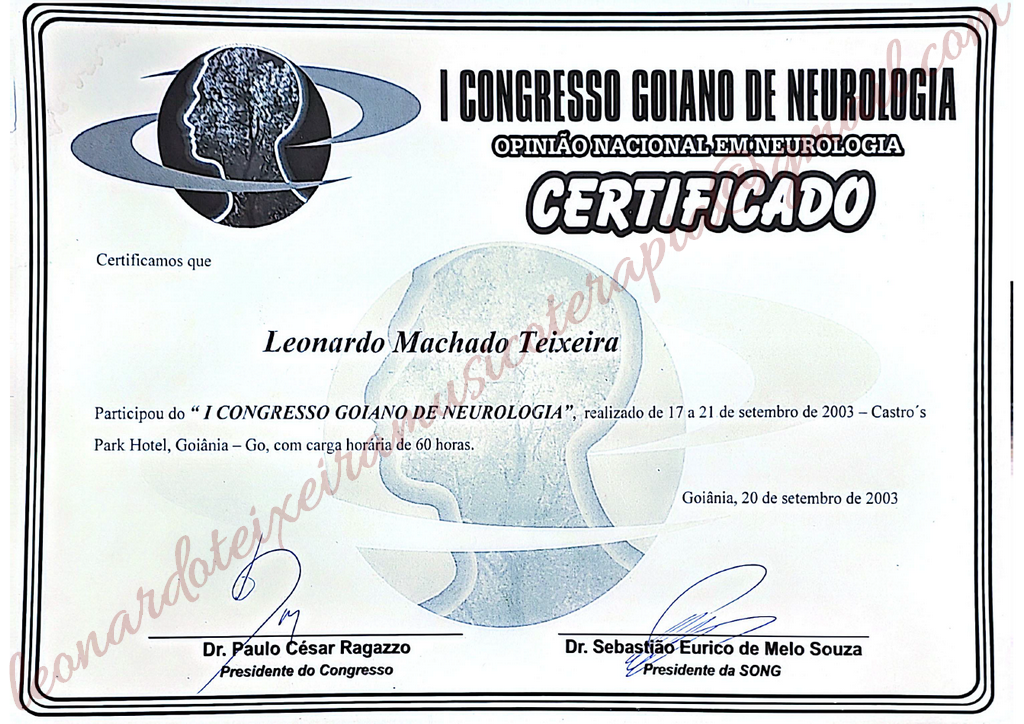 I CONGRESSO GOIANO DE NEUROLOGIA
OPINIÃO NACIONAL EM NEUROLOGIA
CERTIFICADO
Certificamos que
Leonardo Machado Teixeira
Participou do “ I CONGRESSO GOIANO DE NEUROLOGIA”, realizado de 17 a 21 de setembro de 2003 – Castro´s
Park Hotel, Goiânia – Go, com carga horária de 60 horas.
Goiânia, 20 de setembro de 2003
Dr. Paulo César Ragazzo
Presidente do Congresso
Dr. Sebastião Eurico de Melo Souza
Presidente da SONG
leonardoteixeiramusicoterapia@gmail.com